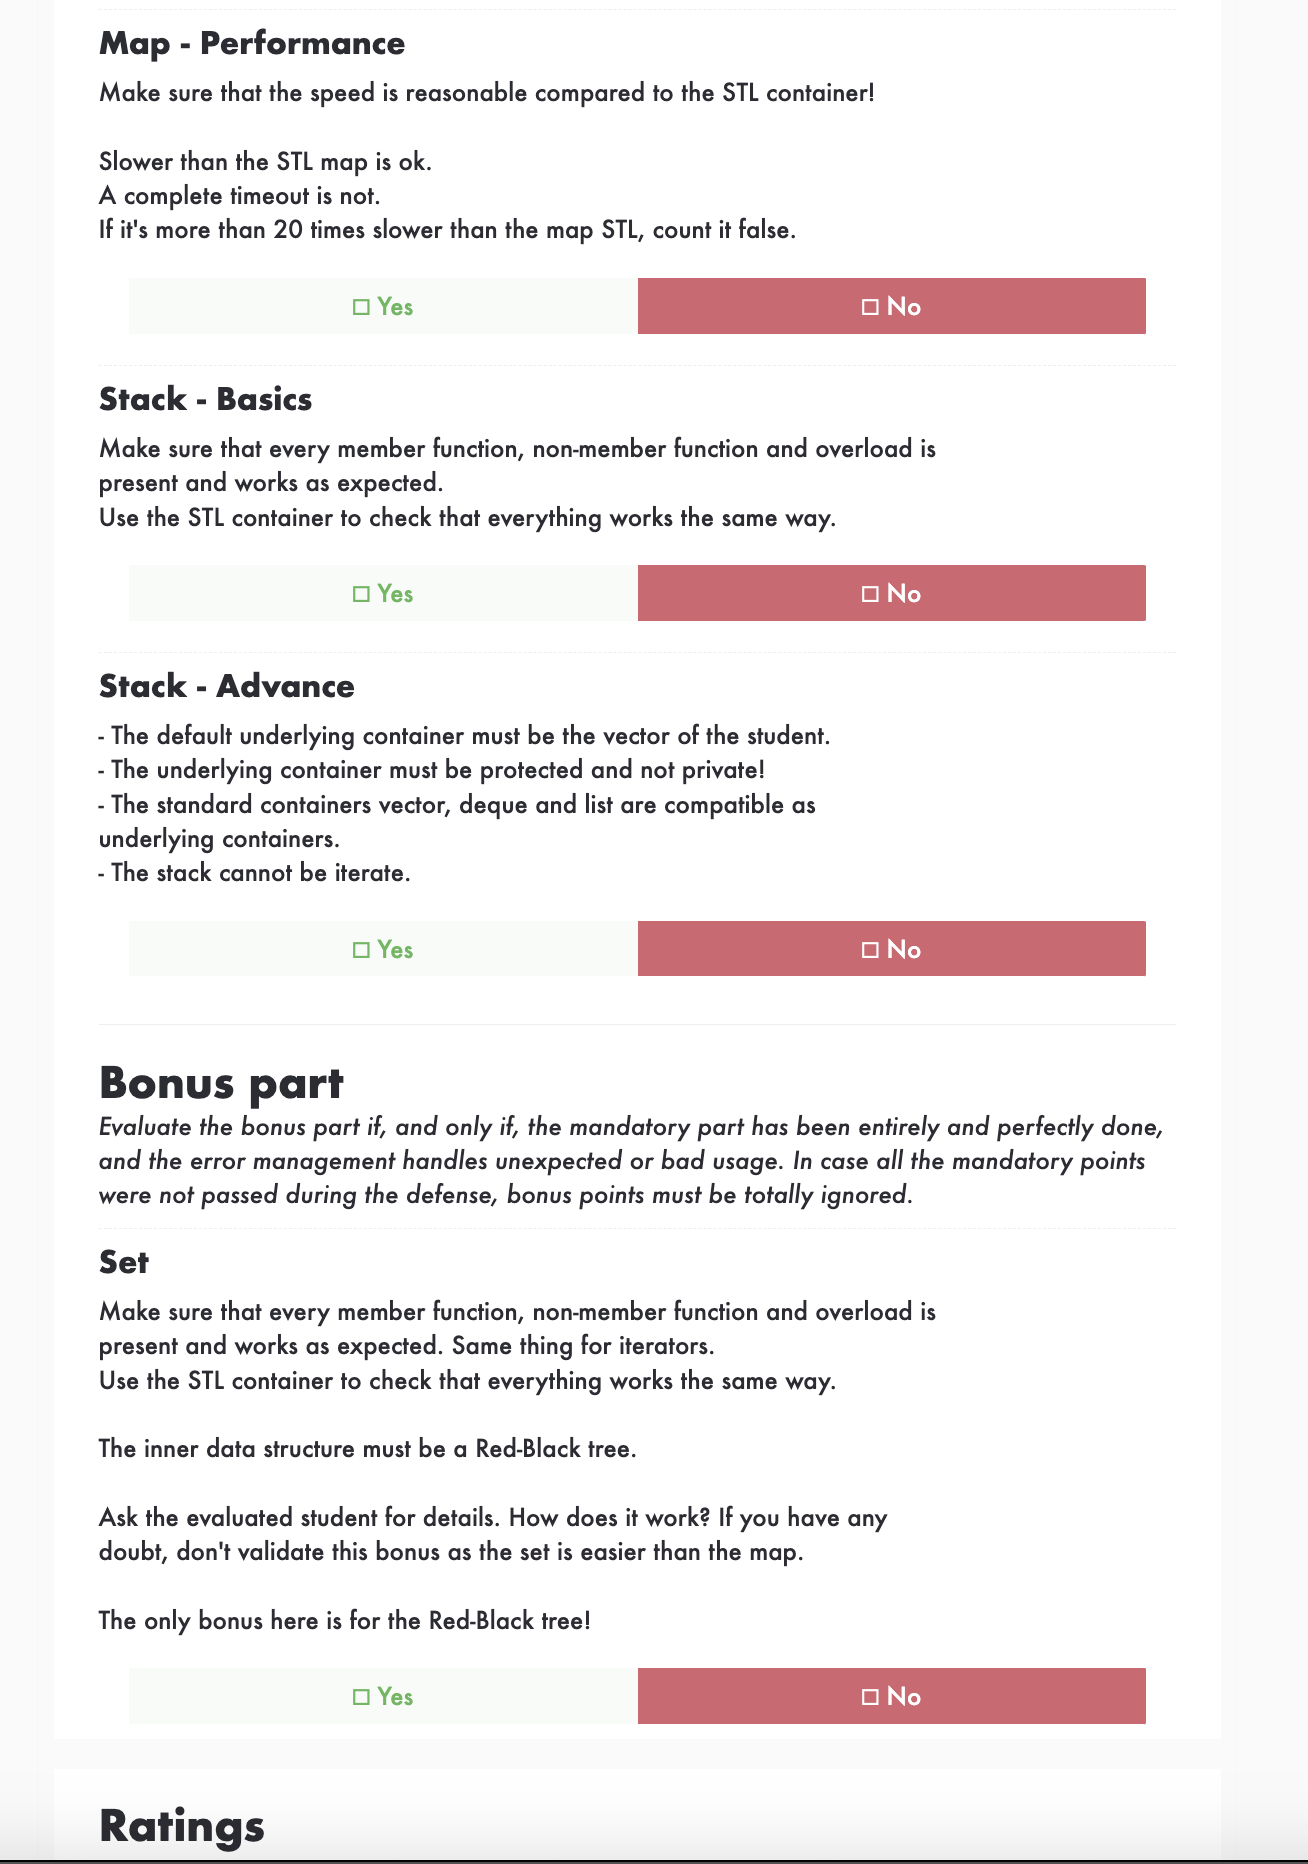 Map - Performance
Make sure that the speed is reasonable compared to the STL container!
Slower than the STL map is ok.
A complete timeout is not.
If it's more than 20 times slower than the map STL, count it false.
Yes
No
Stack - Basics
Make sure that every member function, non-member function and overload is
present and works as expected.
Use the STL container to check that everything works the same way.
Yes
No
Stack - Advance
- The default underlying container must be the vector of the student.
- The underlying container must be protected and not private!
- The standard containers vector, deque and list are compatible as
underlying containers.
- The stack cannot be iterate.
Yes
No
Bonus part
Evaluate the bonus part if, and only if, the mandatory part has been entirely and perfectly done,
and the error management handles unexpected or bad usage. In case all the mandatory points
were not passed during the defense, bonus points must be totally ignored.
Set
Make sure that every member function, non-member function and overload is
present and works as expected. Same thing for iterators.
Use the STL container to check that everything works the same way.
The inner data structure must be a Red-Black tree.
Ask the evaluated student for details. How does it work? If you have any
doubt, don't validate this bonus as the set is easier than the map.
The only bonus here is for the Red-Black tree!
Yes
No
Ratings